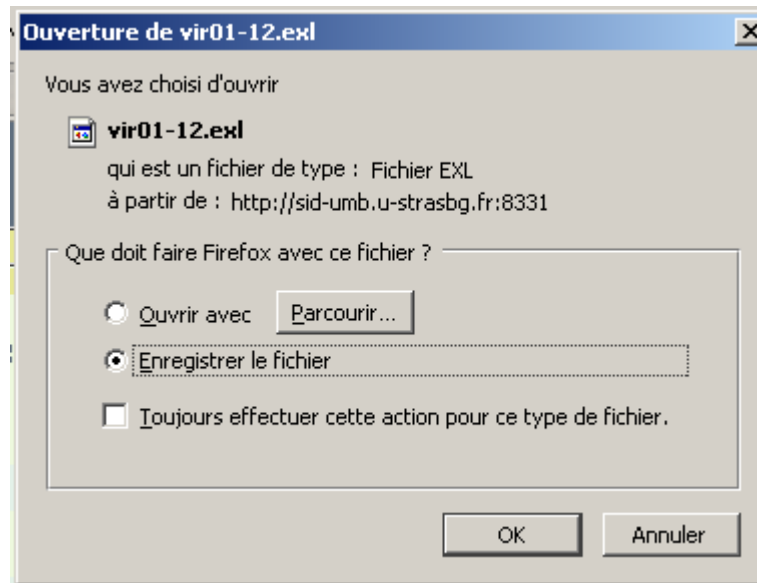 Ouverture de vir01-12.exl
Vous avez choisi d'ouvrir
vir01-12.exl
qui est un fichier de type : Fichier EXL
à partir de : http://sid-umb.u-strasbg.fr:8331
Que doit faire Firefox avec ce fichier ?
Ouvrir avec Parcourir...
Enregistrer le fichier
Toujours effectuer cette action pour ce type de fichier.
OK Annuler